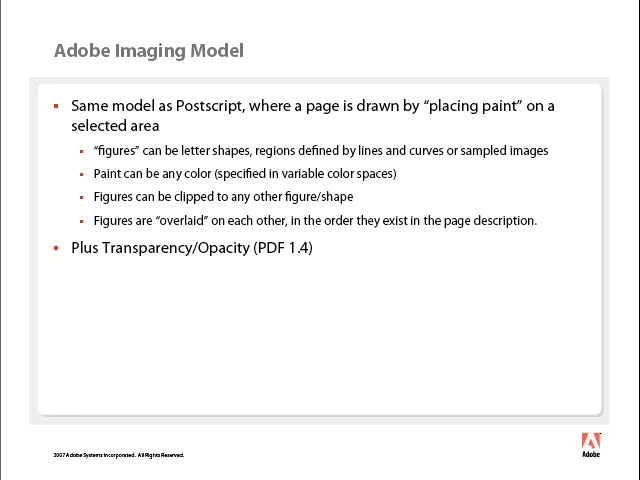 Adobe Imaging Model
▪ Same model as Postscript, where a page is drawn by “placing paint” on a
selected area
▪ “figures” can be letter shapes, regions defined by lines and curves or sampled images
▪ Paint can be any color (specified in variable color spaces)
▪ Figures can be clipped to any other figure/shape
▪ Figures are “overlaid” on each other, in the order they exist in the page description.
▪ Plus Transparency/Opacity (PDF 1.4)
2007 Adobe Systems Incorporated. All Rights Reserved.
Adobe